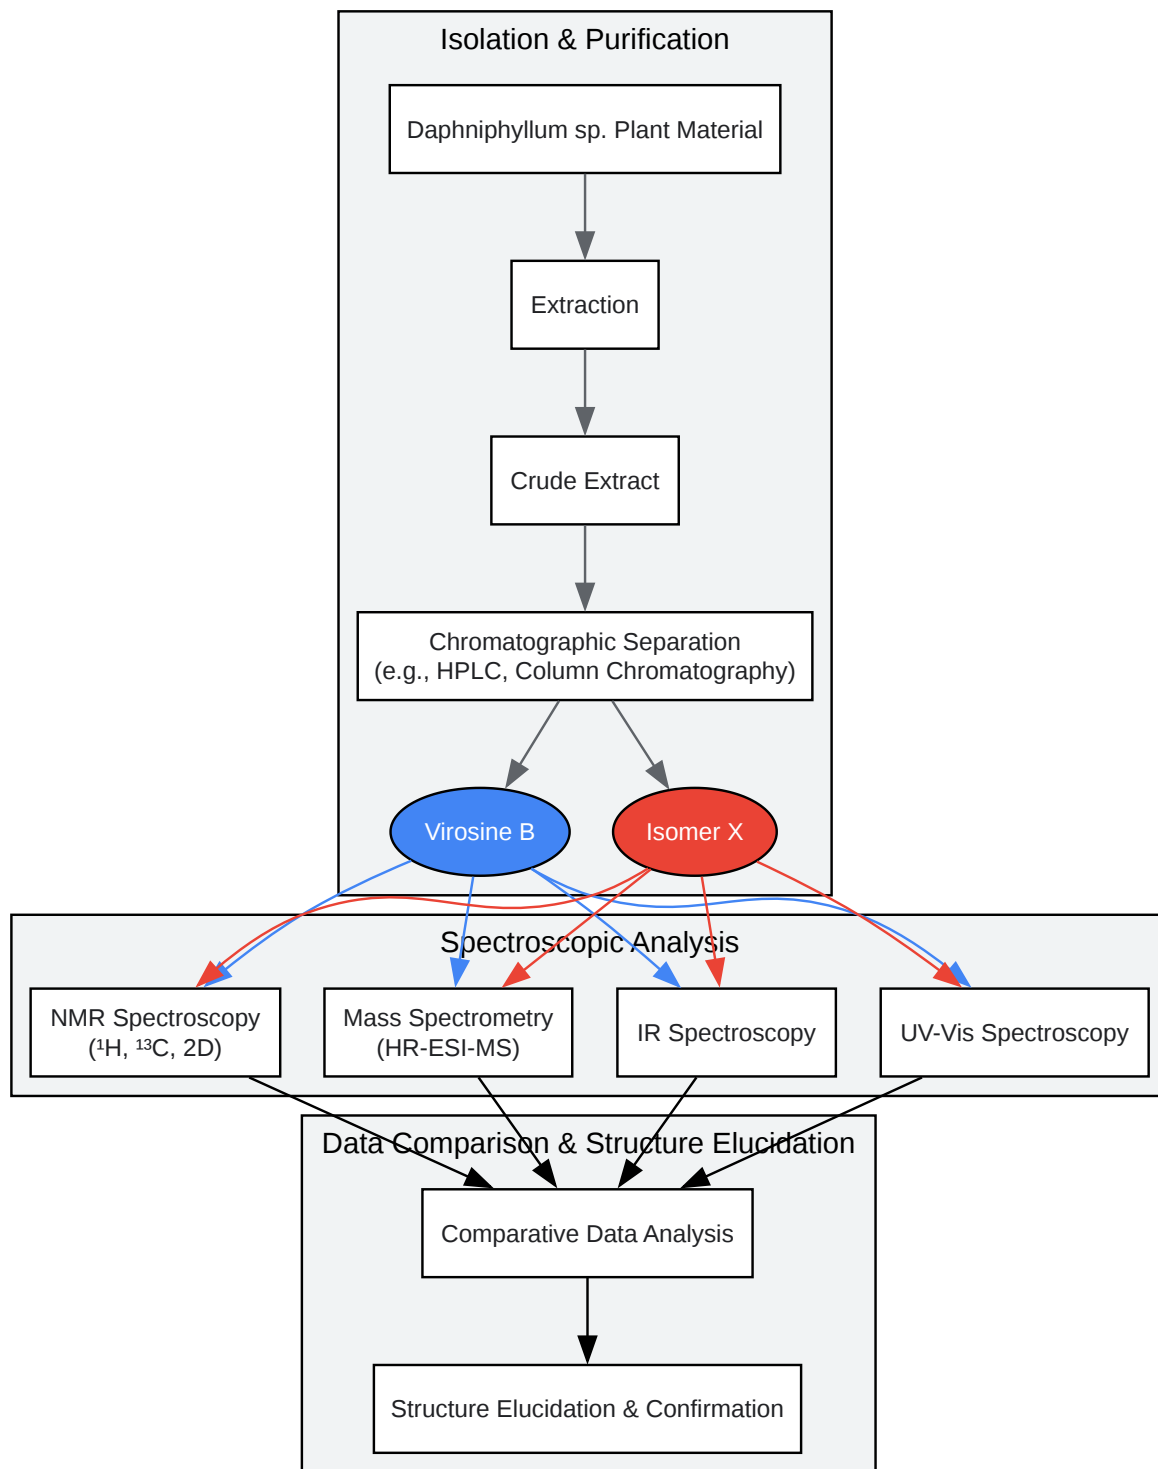 Isolation & Purification
Daphniphyllum sp. Plant Material
Extraction
Crude Extract
Chromatographic Separation
(e.g., HPLC, Column Chromatography)
Virosine B
Isomer X
Spectroscopic Analysis
NMR Spectroscopy
(¹H, ¹³C, 2D)
Mass Spectrometry
(HR-ESI-MS)
IR Spectroscopy
UV-Vis Spectroscopy
Data Comparison & Structure Elucidation
Comparative Data Analysis
Structure Elucidation & Confirmation